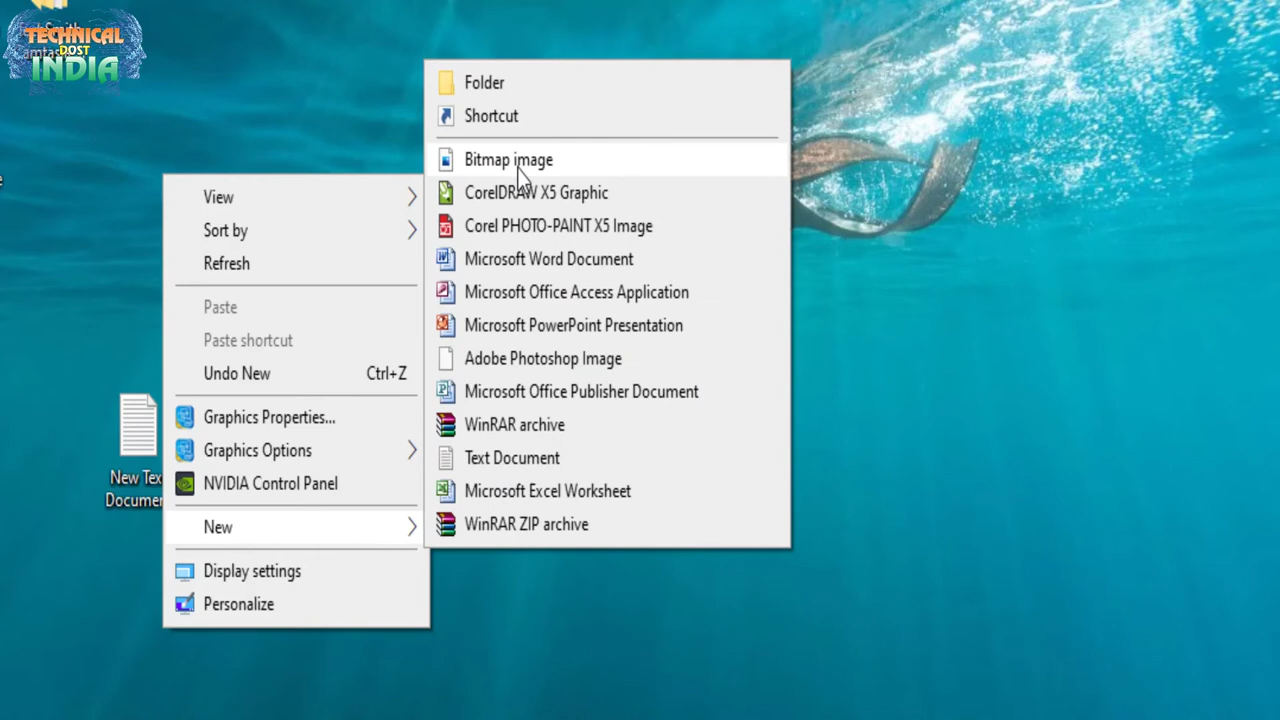 TECHNICAL
DOST
INDIA
View
Sort by
Refresh
Paste
Paste shortcut
Undo New Ctrl+Z
Graphics Properties...
Graphics Options
NVIDIA Control Panel
New
Display settings
Personalize
Folder
Shortcut
Bitmap image
CorelDRAW X5 Graphic
Corel PHOTO-PAINT X5 Image
Microsoft Word Document
Microsoft Office Access Application
Microsoft PowerPoint Presentation
Adobe Photoshop Image
Microsoft Office Publisher Document
WinRAR archive
Text Document
Microsoft Excel Worksheet
WinRAR ZIP archive
New Tex
Documen